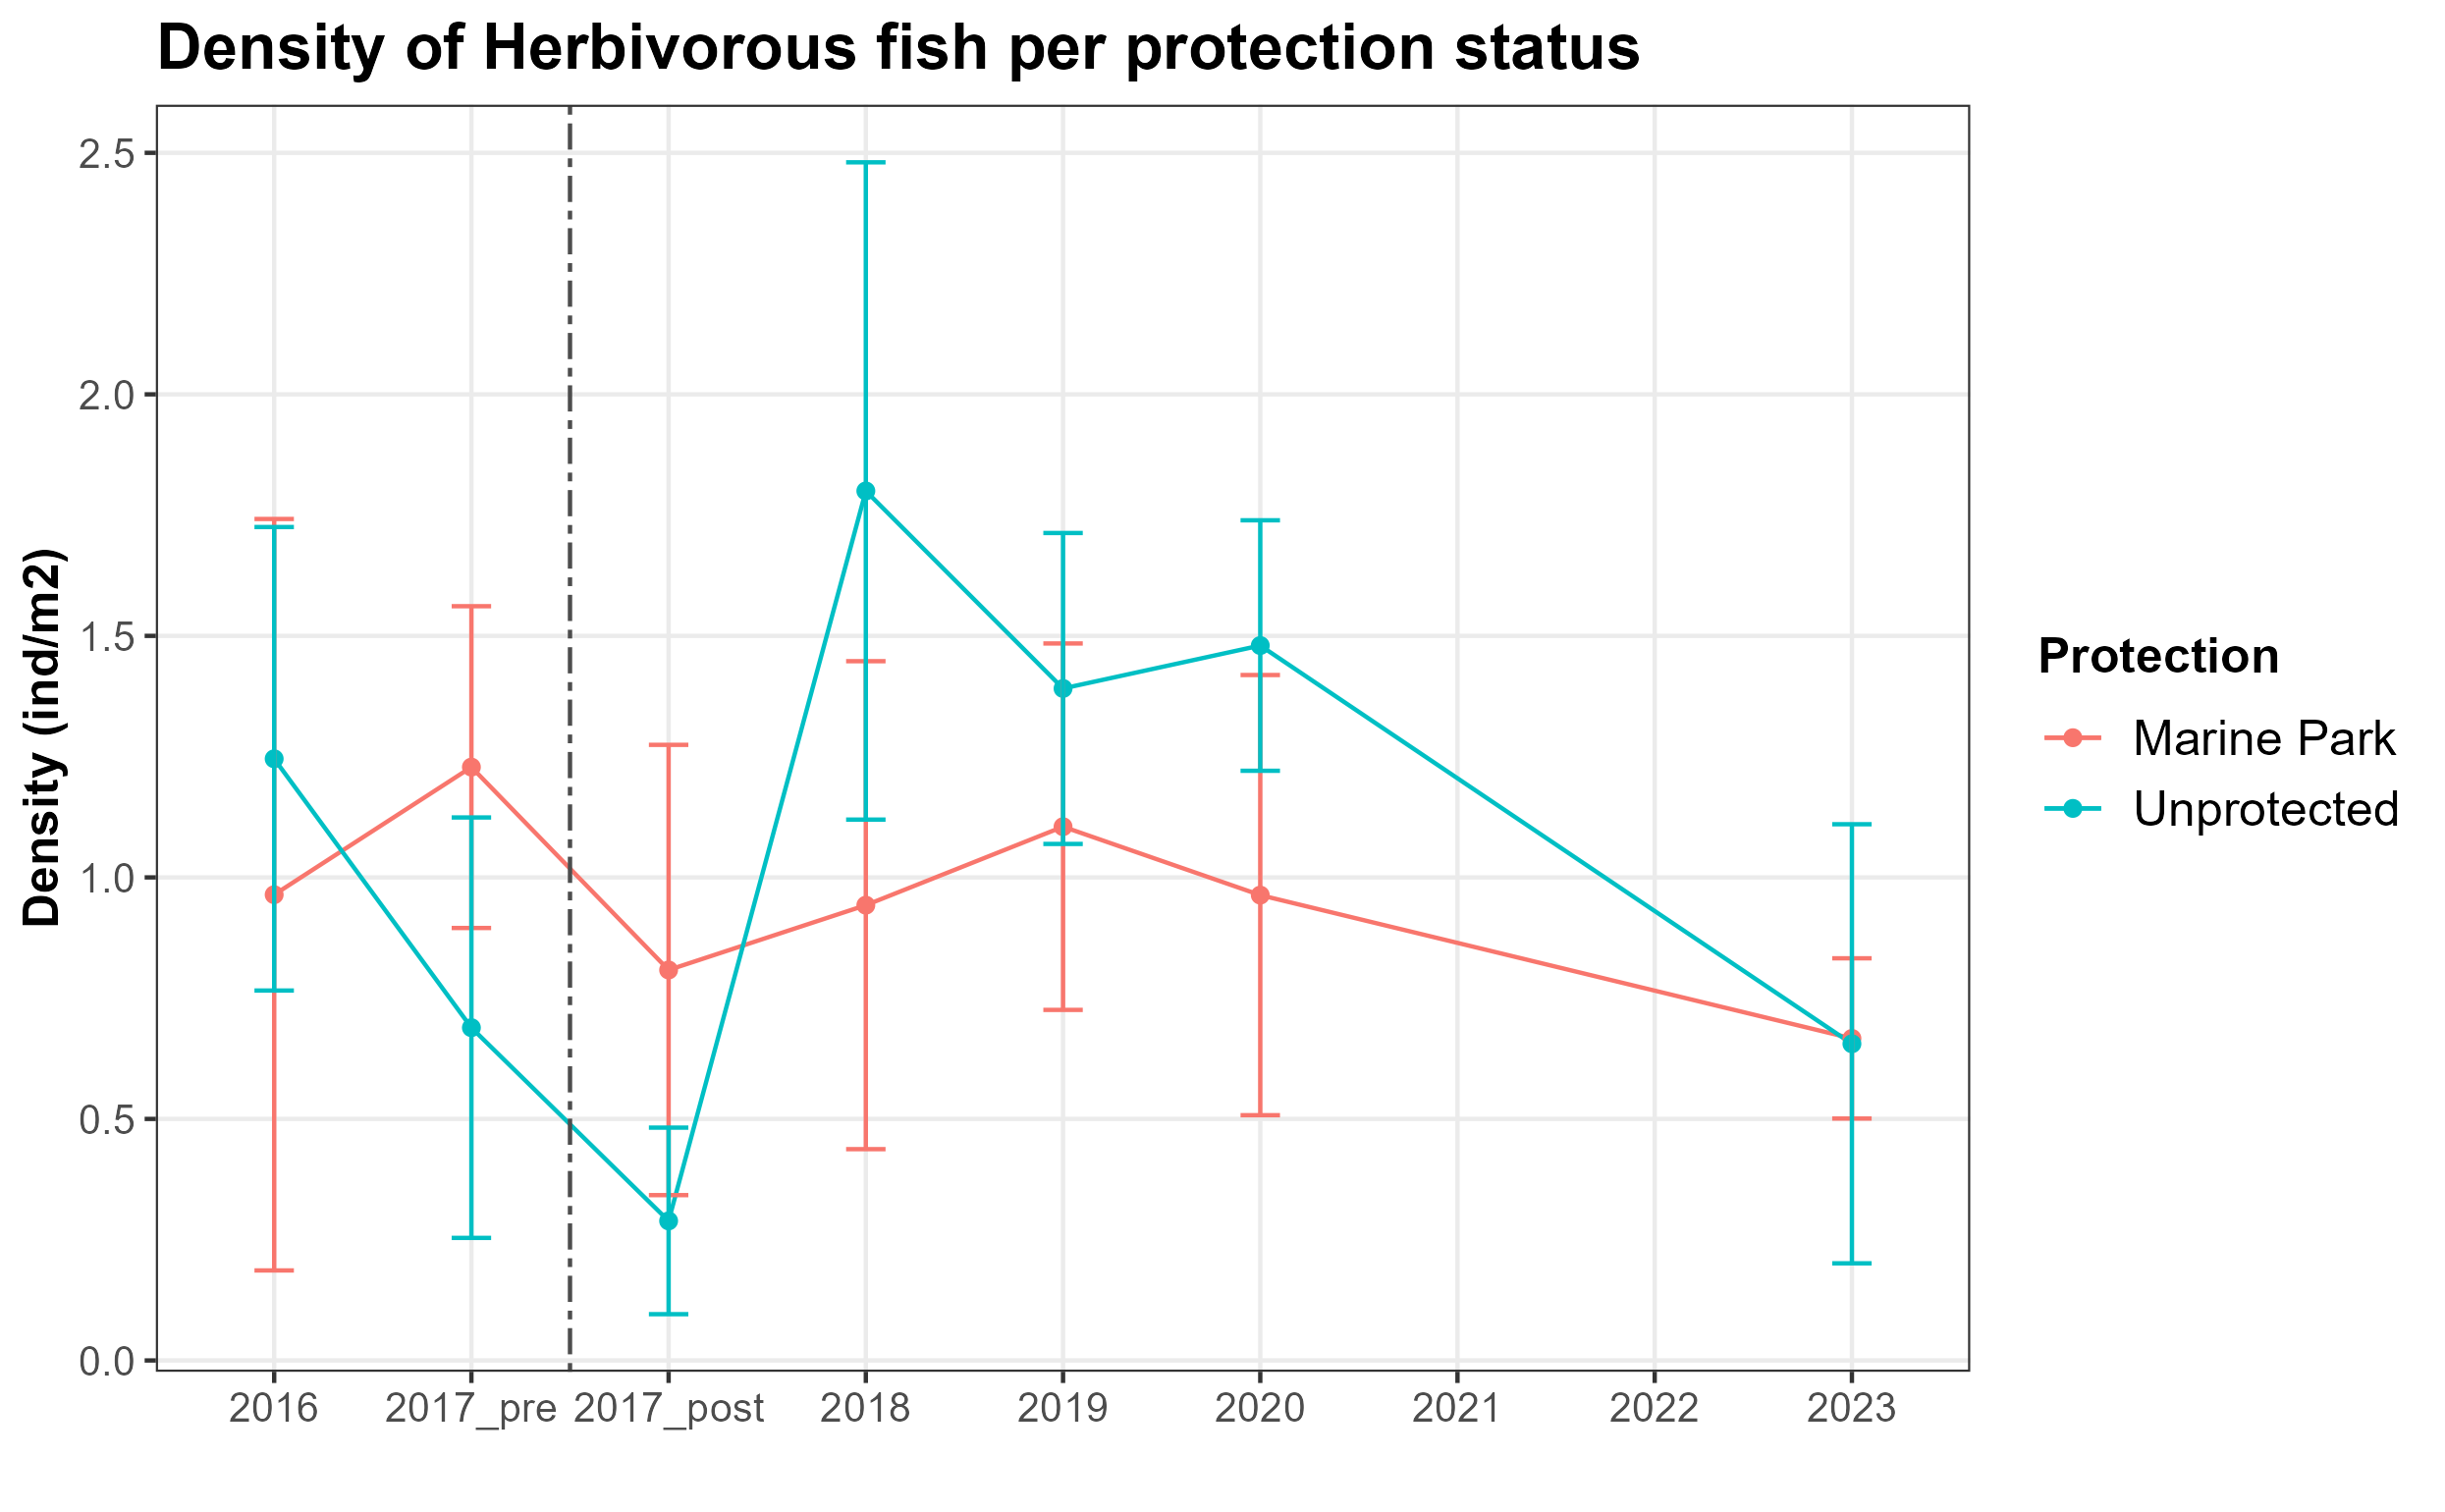 Density of Herbivorous fish per protection status
Density (ind/m2)
2.5
2.0
1.5
1.0
0.5
0.0
2016 2017_pre 2017_post 2018 2019 2020 2021 2022 2023
Protection
Marine Park
Unprotected